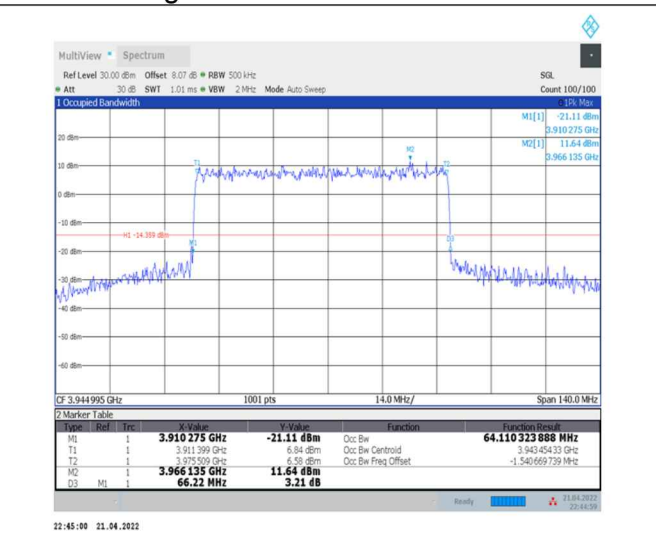 MultiView Spectrum
Ref Level 30.00 dBm Offset 8.07 dB RBW 500 kHz SGL
Att 30 dB SWT 1.01 ms VBW 2 MHz Mode Auto Sweep Count 100/100
1 Occupied Bandwidth 1Pk Max
M1[1] -21.11 dBm
3.910 275 GHz
M2[1] 11.64 dBm
3.966 135 GHz
20 dBm
M2
T1
10 dBm
0 dBm
-10 dBm
H1 -14.359 dBm
M1
D3
-20 dBm
-30 dBm
-40 dBm
-50 dBm
-60 dBm
CF 3.944 995 GHz 1001 pts 14.0 MHz/ Span 140.0 MHz
2 Marker Table
Type Ref Trc X-Value Y-Value Function Function Result
M1 1 3.910 275 GHz -21.11 dBm Occ Bw 64.110 323 888 MHz
T1 1 3.911 399 GHz 6.84 dBm Occ Bw Centroid 3.943 454 33 GHz
T2 1 3.975 509 GHz 6.58 dBm Occ Bw Freq Offset -1.540 669 739 MHz
M2 1 3.966 135 GHz 11.64 dBm
D3 M1 1 66.22 MHz 3.21 dB
Ready 21.04.2022
22:44:59
22:45:00 21.04.2022